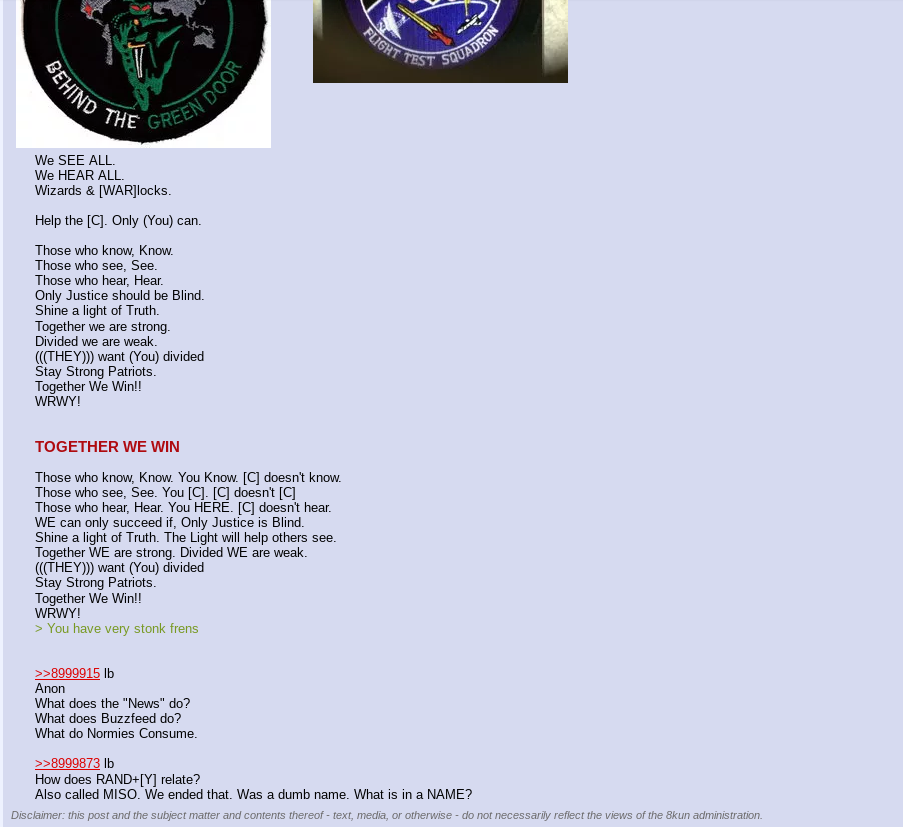 BEHIND THE GREEN DOOR
FLIGHT TEST SQUADRON
We SEE ALL.
We HEAR ALL.
Wizards & [WAR]locks.
Help the [C]. Only (You) can.
Those who know, Know.
Those who see, See.
Those who hear, Hear.
Only Justice should be Blind.
Shine a light of Truth.
Together we are strong.
Divided we are weak.
(((THEY))) want (You) divided
Stay Strong Patriots.
Together We Win!!
WRWY!
TOGETHER WE WIN
Those who know, Know. You Know. [C] doesn't know.
Those who see, See. You [C]. [C] doesn't [C]
Those who hear, Hear. You HERE. [C] doesn't hear.
WE can only succeed if, Only Justice is Blind.
Shine a light of Truth. The Light will help others see.
Together WE are strong. Divided WE are weak.
(((THEY))) want (You) divided
Stay Strong Patriots.
Together We Win!!
WRWY!
> You have very stonk frens
>>8999915 lb
Anon
What does the "News" do?
What does Buzzfeed do?
What do Normies Consume.
>>8999873 lb
How does RAND+[Y] relate?
Also called MISO. We ended that. Was a dumb name. What is in a NAME?
Disclaimer: this post and the subject matter and contents thereof - text, media, or otherwise - do not necessarily reflect the views of the 8kun administration.